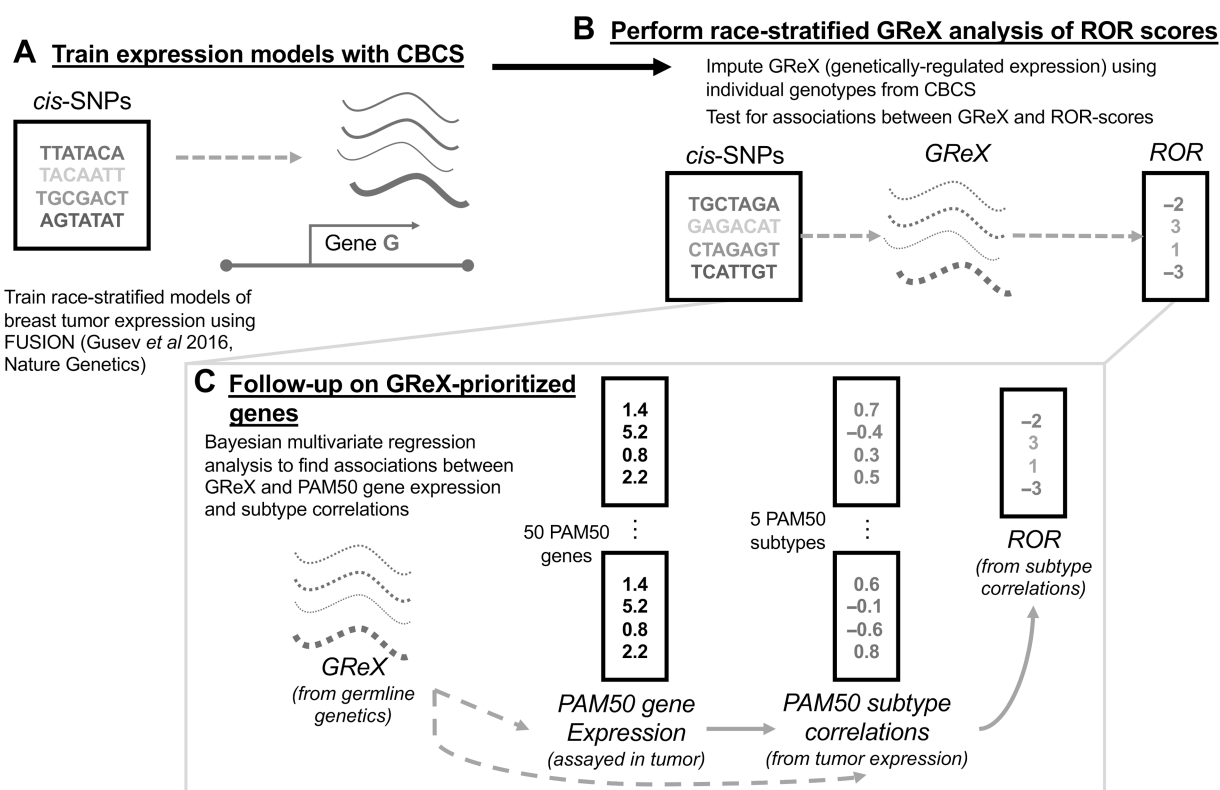 A Train expression models with CBCS
cis-SNPs
TTATACA
TACAATT
TGCGACT
AGTATAT
Gene G
Train race-stratified models of
breast tumor expression using
FUSION (Gusev et al 2016,
Nature Genetics)
B Perform race-stratified GReX analysis of ROR scores
Impute GReX (genetically-regulated expression) using
individual genotypes from CBCS
Test for associations between GReX and ROR-scores
cis-SNPs
TGCTAGA
GAGACAT
CTAGAGT
TCATTGT
GReX
ROR
–2
3
1
–3
C Follow-up on GReX-prioritized
genes
Bayesian multivariate regression
analysis to find associations between
GReX and PAM50 gene expression
and subtype correlations
GReX
(from germline
genetics)
1.4
5.2
0.8
2.2
50 PAM50
genes
⋮
1.4
5.2
0.8
2.2
PAM50 gene
Expression
(assayed in tumor)
0.7
–0.4
0.3
0.5
5 PAM50
subtypes
⋮
0.6
–0.1
–0.6
0.8
PAM50 subtype
correlations
(from tumor expression)
–2
3
1
–3
ROR
(from subtype
correlations)